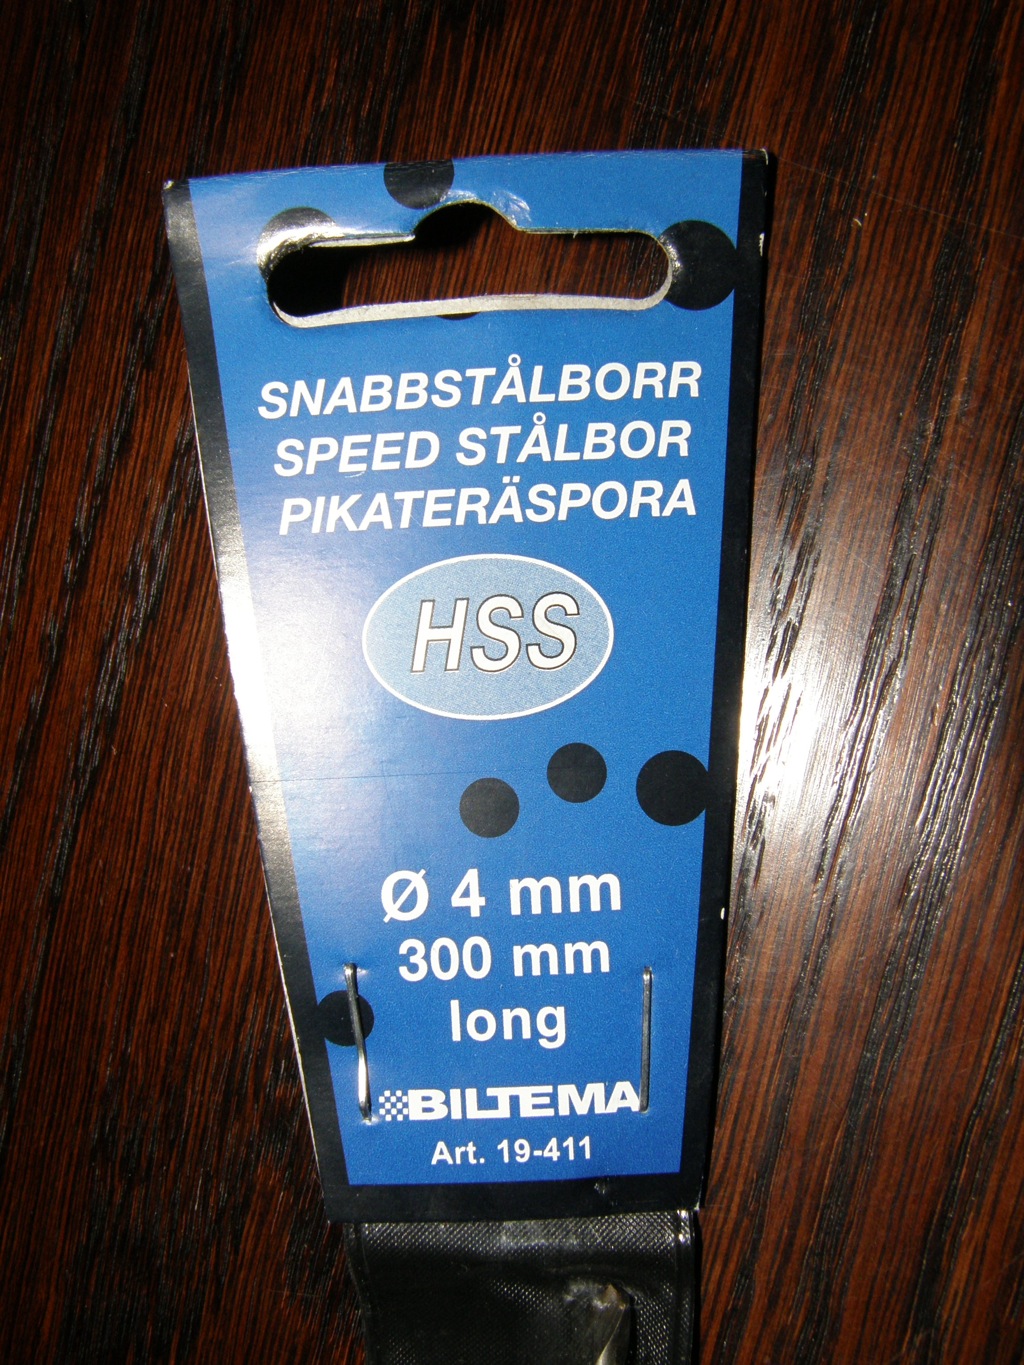 SNABBSTÅLBORR
SPEED STÅLBOR
PIKATERÄSPORA
HSS
Ø 4 mm
300 mm
long
BILTEMA
Art. 19-411